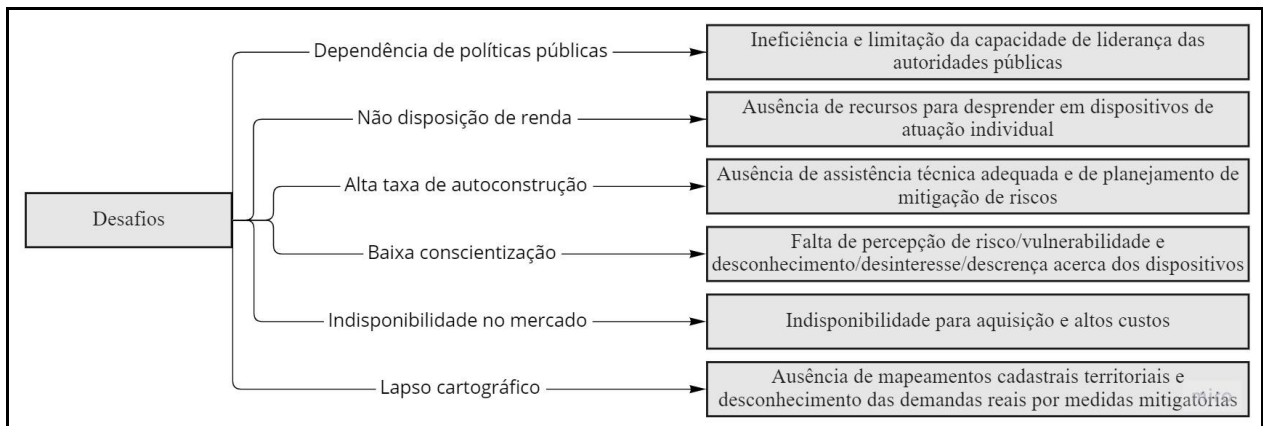 Dependência de políticas públicas
Ineficiência e limitação da capacidade de liderança das
autoridades públicas
Não disposição de renda
Ausência de recursos para desprender em dispositivos de
atuação individual
Alta taxa de autoconstrução
Ausência de assistência técnica adequada e de planejamento de
mitigação de riscos
Desafios
Baixa conscientização
Falta de percepção de risco/vulnerabilidade e
desconhecimento/desinteresse/descrença acerca dos dispositivos
Indisponibilidade no mercado
Indisponibilidade para aquisição e altos custos
Lapso cartográfico
Ausência de mapeamentos cadastrais territoriais e
desconhecimento das demandas reais por medidas mitigatórias
miro